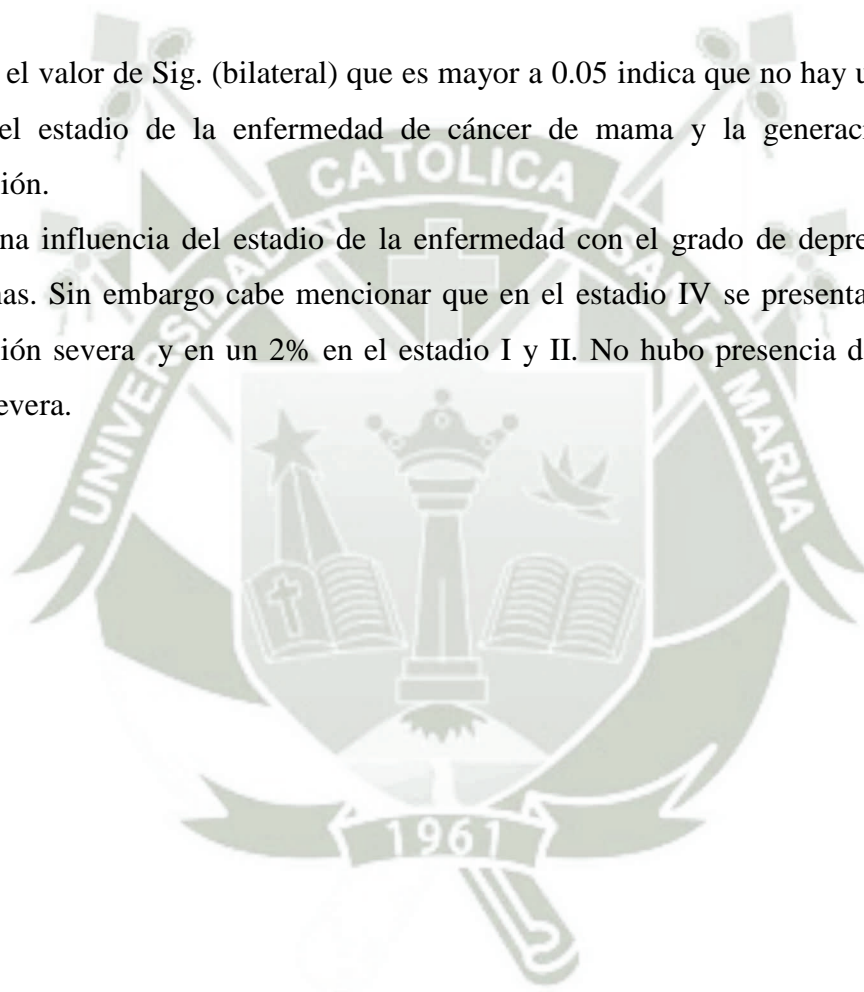 el valor de Sig. (bilateral) que es mayor a 0.05 indica que no hay
el estadio de la enfermedad de cáncer de mama y la generaci
ión.
na influencia del estadio de la enfermedad con el grado de depre
nas. Sin embargo cabe mencionar que en el estadio IV se presenta
ión severa y en un 2% en el estadio I y II. No hubo presencia d
evera.
UNIVERSIDAD CATOLICA SANTA MARIA
1961